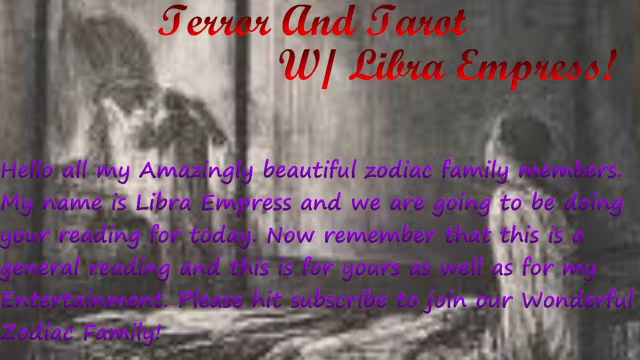 Terror And Tarot
W/ Libra Empress!
Hello all my Amazingly beautiful zodiac family members.
My name is Libra Empress and we are going to be doing
your reading for today. Now remember that this is a
general reading and this is for yours as well as for my
Entertainment. Please hit subscribe to join our Wonderful
Zodiac Family!